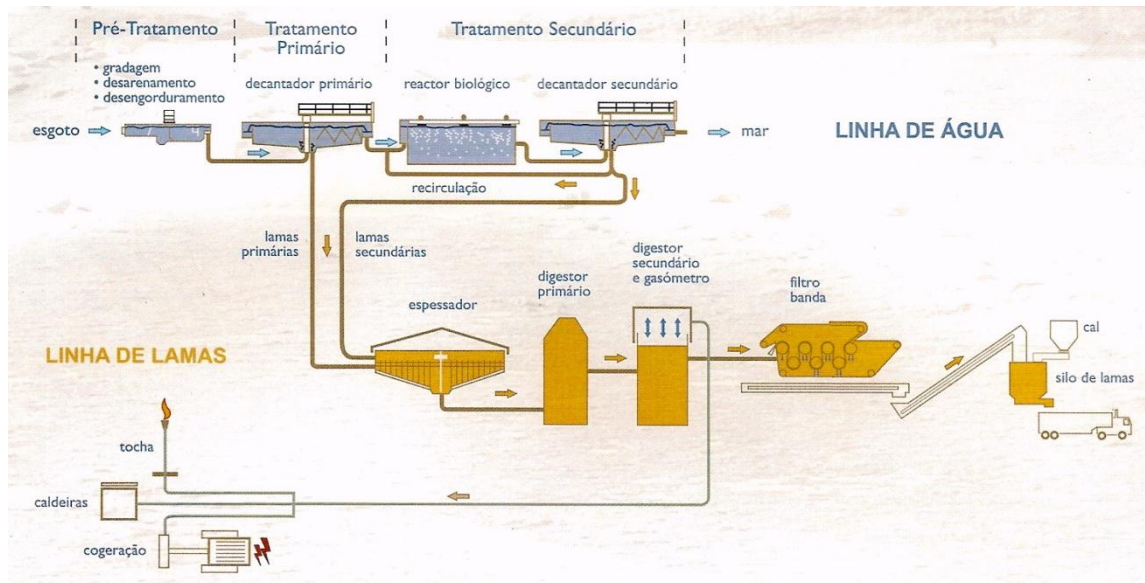 Pré-Tratamento
• gradagem
• desarenamento
• desengorduramento
Tratamento
Primário
decantador primário
Tratamento Secundário
reactor biológico
decantador secundário
esgoto
mar
LINHA DE ÁGUA
recirculação
lamas
primárias
lamas
secundárias
espessador
digestor
primário
digestor
secundário
e gasómetro
filtro
banda
cal
silo de lamas
LINHA DE LAMAS
tocha
caldeiras
cogeração